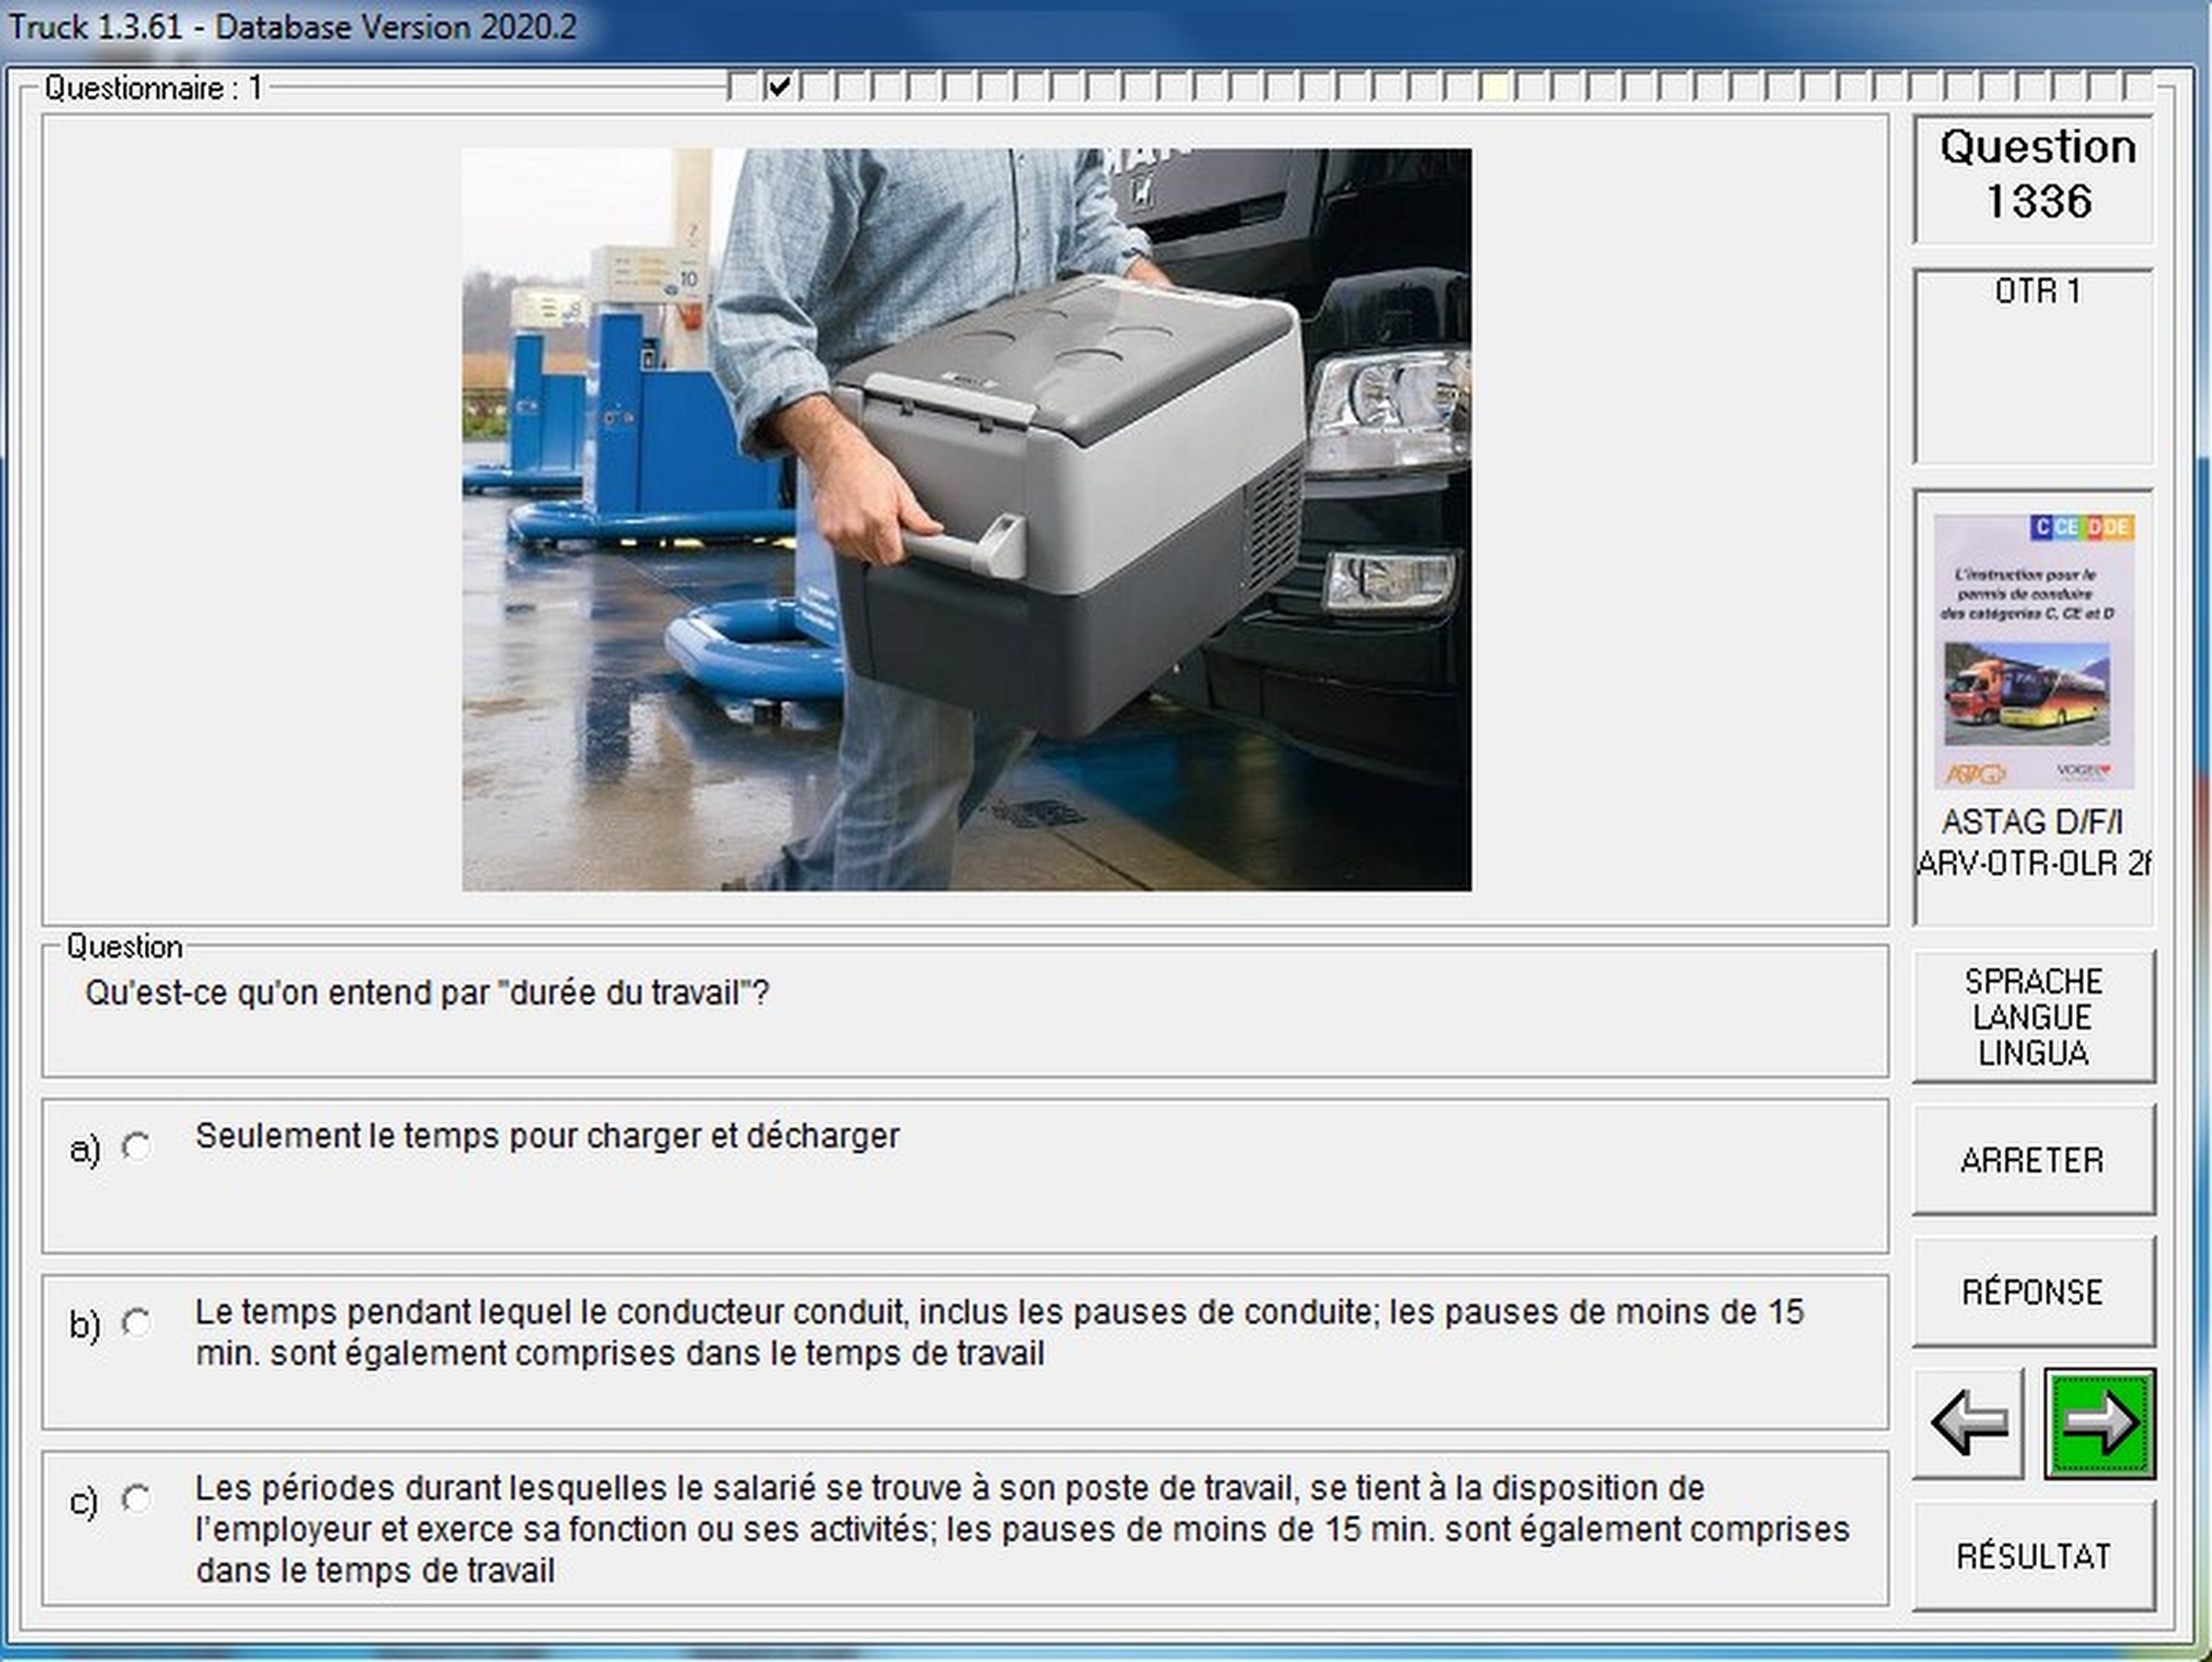 Truck 1.3.61 - Database Version 2020.2
Questionnaire : 1
7
10
8
Question
1336
OTR 1
C CE D DE
L'instruction pour le
permis de conduire
des catégories C, CE et D
ASTAG
VOGEL
ASTAG D/F/I
ARV-OTR-OLR 2f
Question
Qu'est-ce qu'on entend par "durée du travail"?
a) Seulement le temps pour charger et décharger
b) Le temps pendant lequel le conducteur conduit, inclus les pauses de conduite; les pauses de moins de 15
min. sont également comprises dans le temps de travail
c) Les périodes durant lesquelles le salarié se trouve à son poste de travail, se tient à la disposition de
l'employeur et exerce sa fonction ou ses activités; les pauses de moins de 15 min. sont également comprises
dans le temps de travail
SPRACHE
LANGUE
LINGUA
ARRETER
RÉPONSE
RÉSULTAT